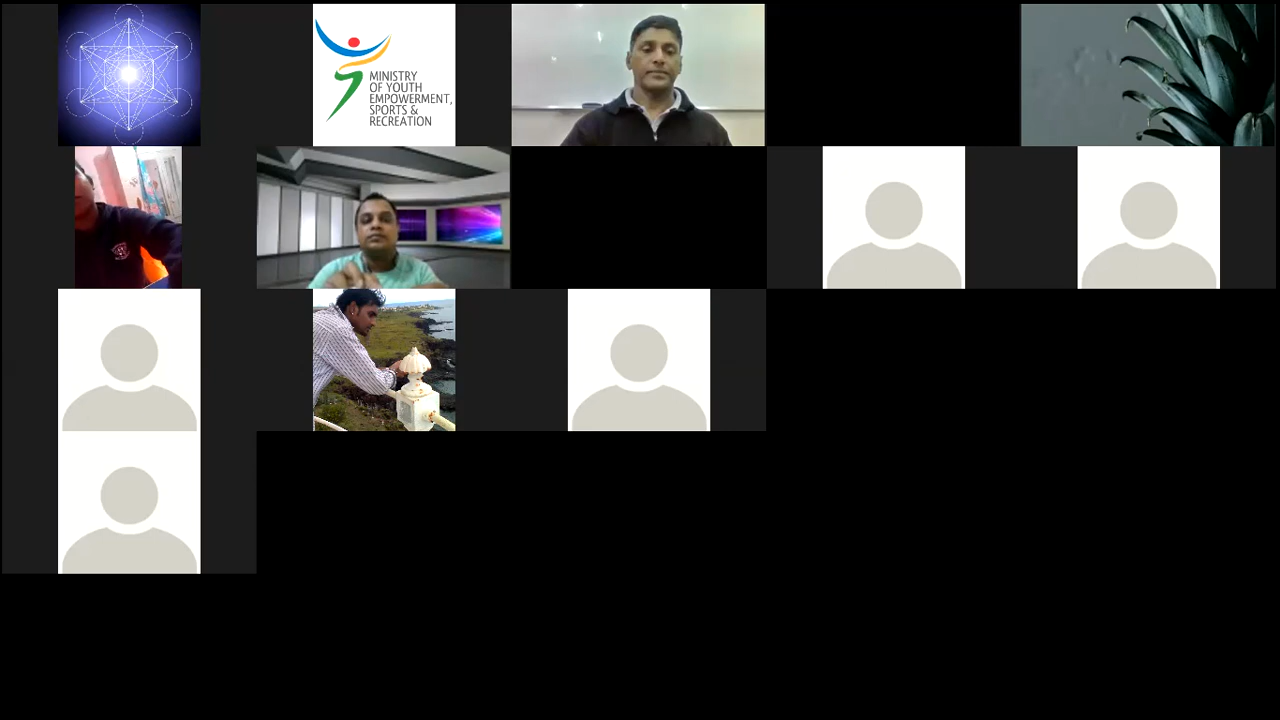 MINISTRY
OF YOUTH
EMPOWERMENT,
SPORTS &
RECREATION